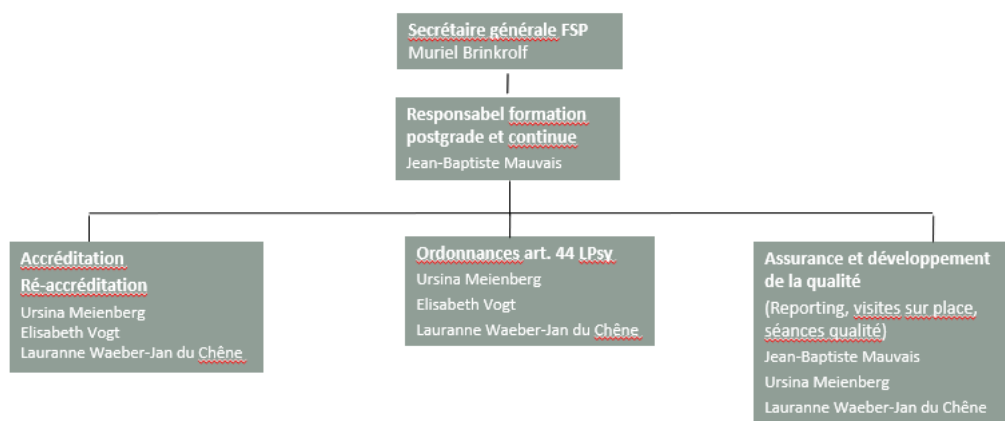 Secrétaire générale FSP
Muriel Brinkrolf
Responsabel formation
postgrade et continue
Jean-Baptiste Mauvais
Accréditation
Ré-accréditation
Ursina Meienberg
Elisabeth Vogt
Lauranne Waeber-Jan du Chêne
Ordonnances art. 44 LPsy
Ursina Meienberg
Elisabeth Vogt
Lauranne Waeber-Jan du Chêne
Assurance et développement
de la qualité
(Reporting, visites sur place,
séances qualité)
Jean-Baptiste Mauvais
Ursina Meienberg
Lauranne Waeber-Jan du Chêne